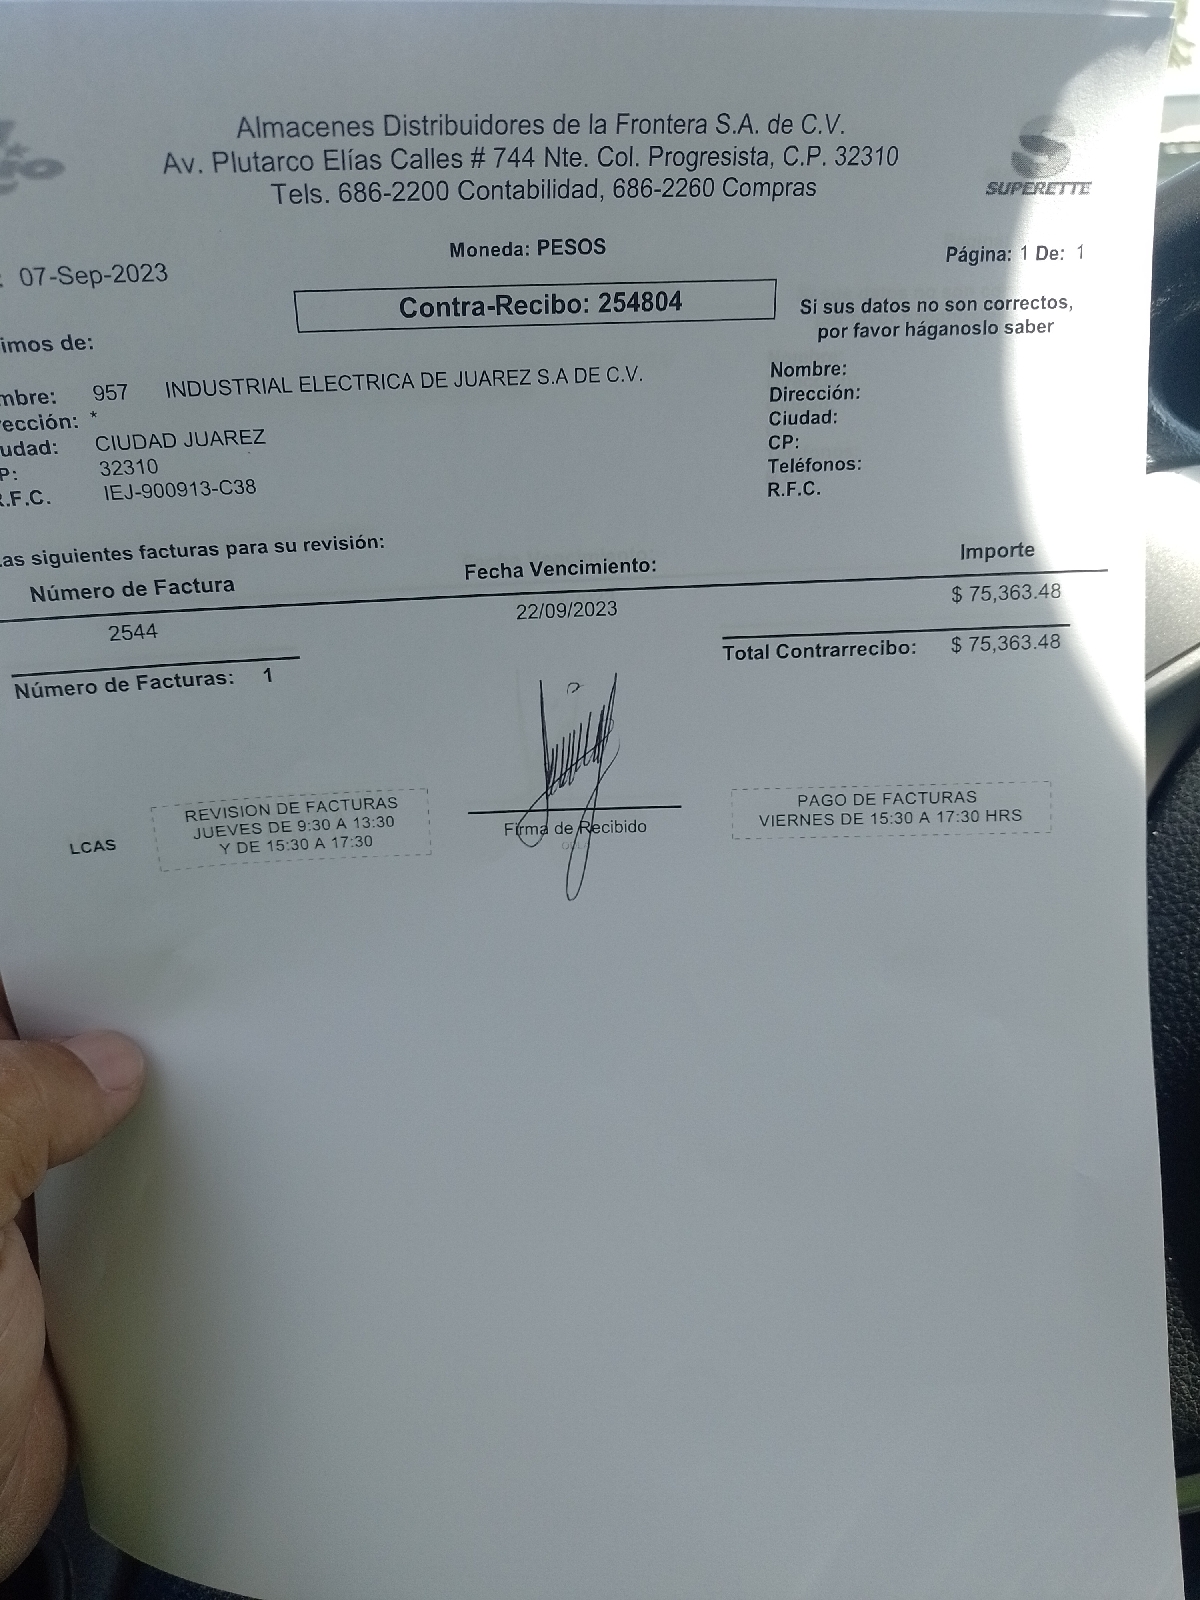 Almacenes Distribuidores de la Frontera S.A. de C.V.
Av. Plutarco Elías Calles # 744 Nte. Col. Progresista, C.P. 32310
Tels. 686-2200 Contabilidad, 686-2260 Compras
SUPERETTE
Moneda: PESOS
Página: 1 De: 1
: 07-Sep-2023
Contra-Recibo: 254804
Si sus datos no son correctos,
por favor háganoslo saber
imos de:
mbre: 957 INDUSTRIAL ELECTRICA DE JUAREZ S.A DE C.V.
rección: *
udad: CIUDAD JUAREZ
P: 32310
R.F.C. IEJ-900913-C38
Nombre:
Dirección:
Ciudad:
CP:
Teléfonos:
R.F.C.
as siguientes facturas para su revisión:
Número de Factura Fecha Vencimiento: Importe
2544 22/09/2023 $ 75,363.48
Número de Facturas: 1
Total Contrarrecibo: $ 75,363.48
LCAS
REVISION DE FACTURAS
JUEVES DE 9:30 A 13:30
Y DE 15:30 A 17:30
Firma de Recibido
PAGO DE FACTURAS
VIERNES DE 15:30 A 17:30 HRS